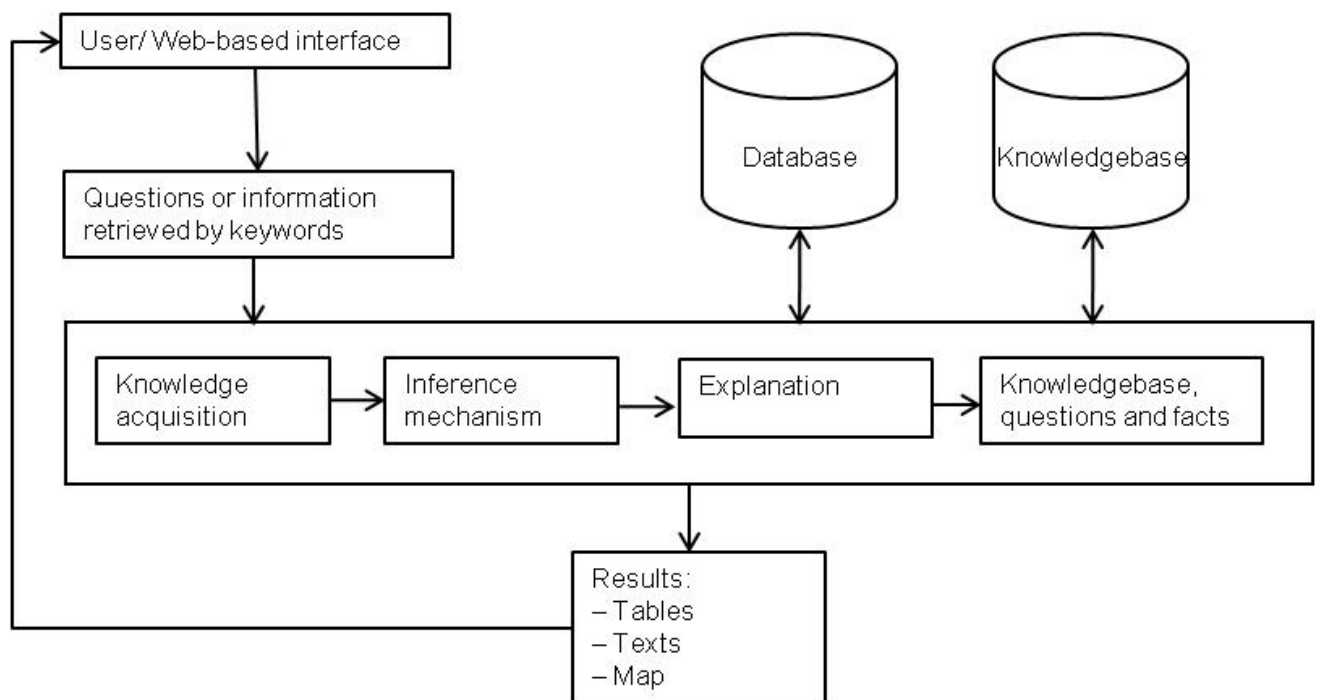 User/ Web-based interface
Questions or information
retrieved by keywords
Database
Knowledgebase
Knowledge
acquisition
Inference
mechanism
Explanation
Knowledgebase,
questions and facts
Results:
– Tables
– Texts
– Map